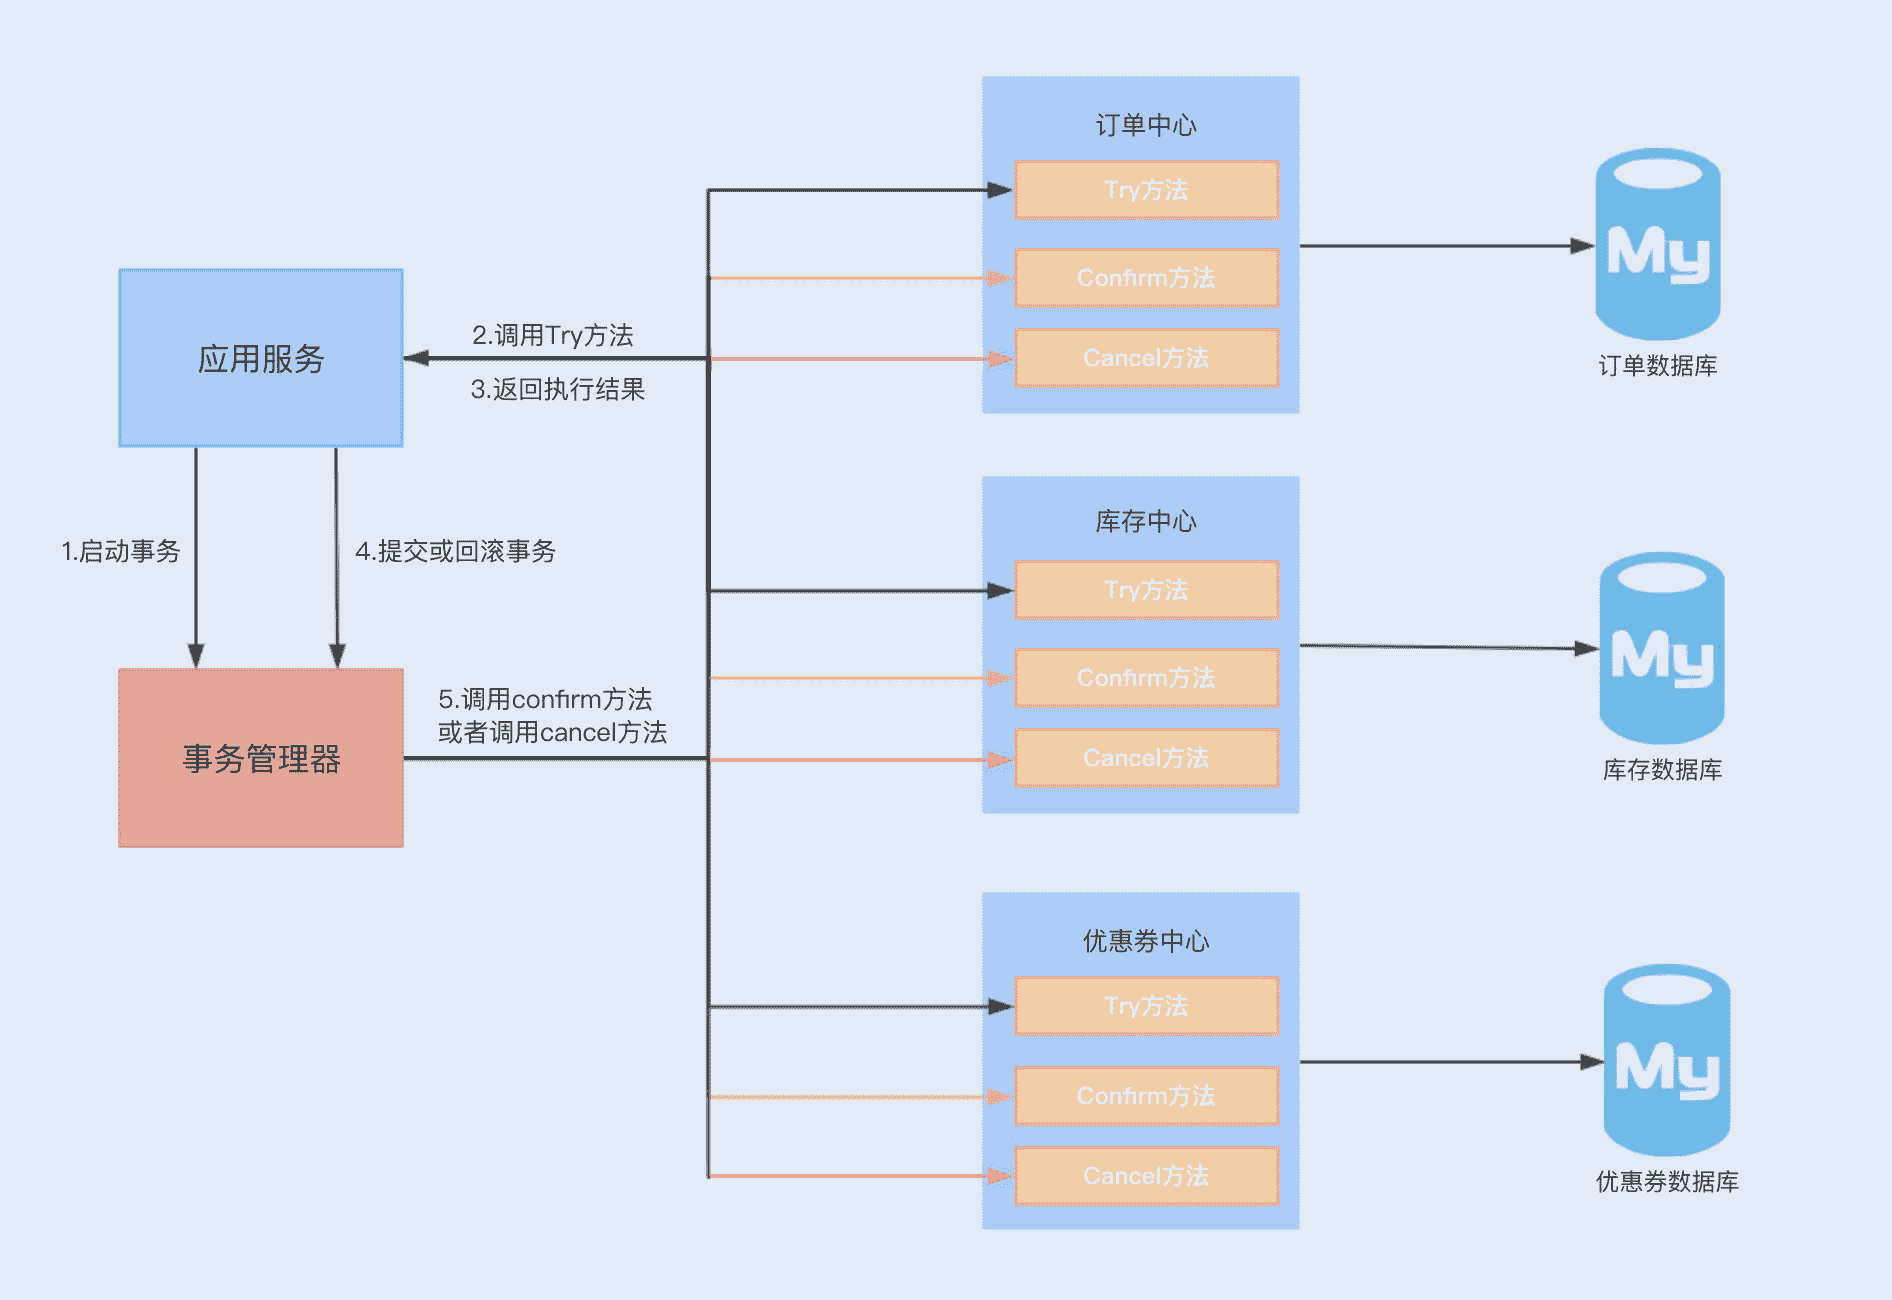 应用服务
1.启动事务
4.提交或回滚事务
事务管理器
2.调用Try方法
3.返回执行结果
5.调用confirm方法
或者调用cancel方法
订单中心
Try方法
Confirm方法
Cancel方法
My
订单数据库
库存中心
Try方法
Confirm方法
Cancel方法
My
库存数据库
优惠券中心
Try方法
Confirm方法
Cancel方法
My
优惠券数据库